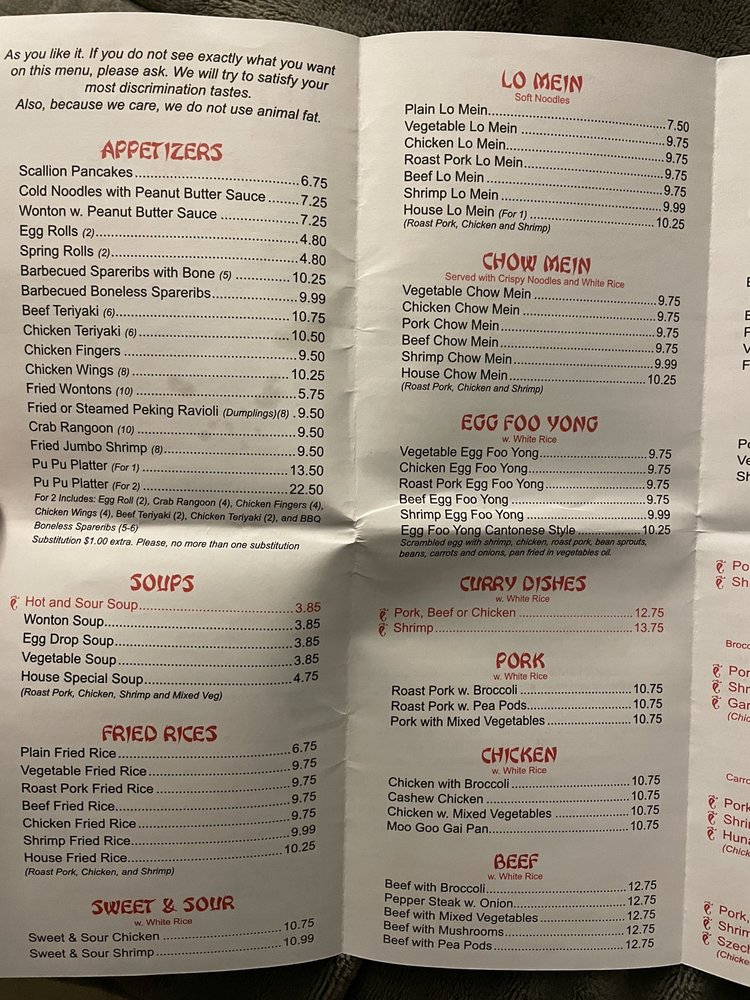 As you like it. If you do not see exactly what you want
on this menu, please ask. We will try to satisfy your
most discrimination tastes.
Also, because we care, we do not use animal fat.
APPETIZERS
Scallion Pancakes 6.75
Cold Noodles with Peanut Butter Sauce 7.25
Wonton w. Peanut Butter Sauce 7.25
Egg Rolls (2) 4.80
Spring Rolls (2) 4.80
Barbecued Spareribs with Bone (5) 10.25
Barbecued Boneless Spareribs 9.99
Beef Teriyaki (6) 10.75
Chicken Teriyaki (6) 10.50
Chicken Fingers 9.50
Chicken Wings (8) 10.25
Fried Wontons (10) 5.75
Fried or Steamed Peking Ravioli (Dumplings)(8) 9.50
Crab Rangoon (10) 9.50
Fried Jumbo Shrimp (8) 9.50
Pu Pu Platter (For 1) 13.50
Pu Pu Platter (For 2) 22.50
For 2 Includes: Egg Roll (2), Crab Rangoon (4), Chicken Fingers (4),
Chicken Wings (4), Beef Teriyaki (2), Chicken Teriyaki (2), and BBQ
Boneless Spareribs (5-6)
Substitution $1.00 extra. Please, no more than one substitution
SOUPS
Hot and Sour Soup 3.85
Wonton Soup 3.85
Egg Drop Soup 3.85
Vegetable Soup 3.85
House Special Soup 4.75
(Roast Pork, Chicken, Shrimp and Mixed Veg)
FRIED RICES
Plain Fried Rice 6.75
Vegetable Fried Rice 9.75
Roast Pork Fried Rice 9.75
Beef Fried Rice 9.75
Chicken Fried Rice 9.75
Shrimp Fried Rice 9.99
House Fried Rice 10.25
(Roast Pork, Chicken, and Shrimp)
SWEET & SOUR
w. White Rice
Sweet & Sour Chicken 10.75
Sweet & Sour Shrimp 10.99
LO MEIN
Soft Noodles
Plain Lo Mein 7.50
Vegetable Lo Mein 9.75
Chicken Lo Mein 9.75
Roast Pork Lo Mein 9.75
Beef Lo Mein 9.75
Shrimp Lo Mein 9.99
House Lo Mein (For 1) 10.25
(Roast Pork, Chicken and Shrimp)
CHOW MEIN
Served with Crispy Noodles and White Rice
Vegetable Chow Mein 9.75
Chicken Chow Mein 9.75
Pork Chow Mein 9.75
Beef Chow Mein 9.75
Shrimp Chow Mein 9.99
House Chow Mein 10.25
(Roast Pork, Chicken and Shrimp)
EGG FOO YONG
w. White Rice
Vegetable Egg Foo Yong 9.75
Chicken Egg Foo Yong 9.75
Roast Pork Egg Foo Yong 9.75
Beef Egg Foo Yong 9.75
Shrimp Egg Foo Yong 9.99
Egg Foo Yong Cantonese Style 10.25
Scrambled egg with shrimp, chicken, roast pork, bean sprouts,
beans, carrots and onions, pan fried in vegetables oil.
CURRY DISHES
w. White Rice
Pork, Beef or Chicken 12.75
Shrimp 13.75
PORK
w. White Rice
Roast Pork w. Broccoli 10.75
Roast Pork w. Pea Pods 10.75
Pork with Mixed Vegetables 10.75
CHICKEN
w. White Rice
Chicken with Broccoli 10.75
Cashew Chicken 10.75
Chicken w. Mixed Vegetables 10.75
Moo Goo Gai Pan 10.75
BEEF
w. White Rice
Beef with Broccoli 12.75
Pepper Steak w. Onion 12.75
Beef with Mixed Vegetables 12.75
Beef with Mushrooms 12.75
Beef with Pea Pods 12.75